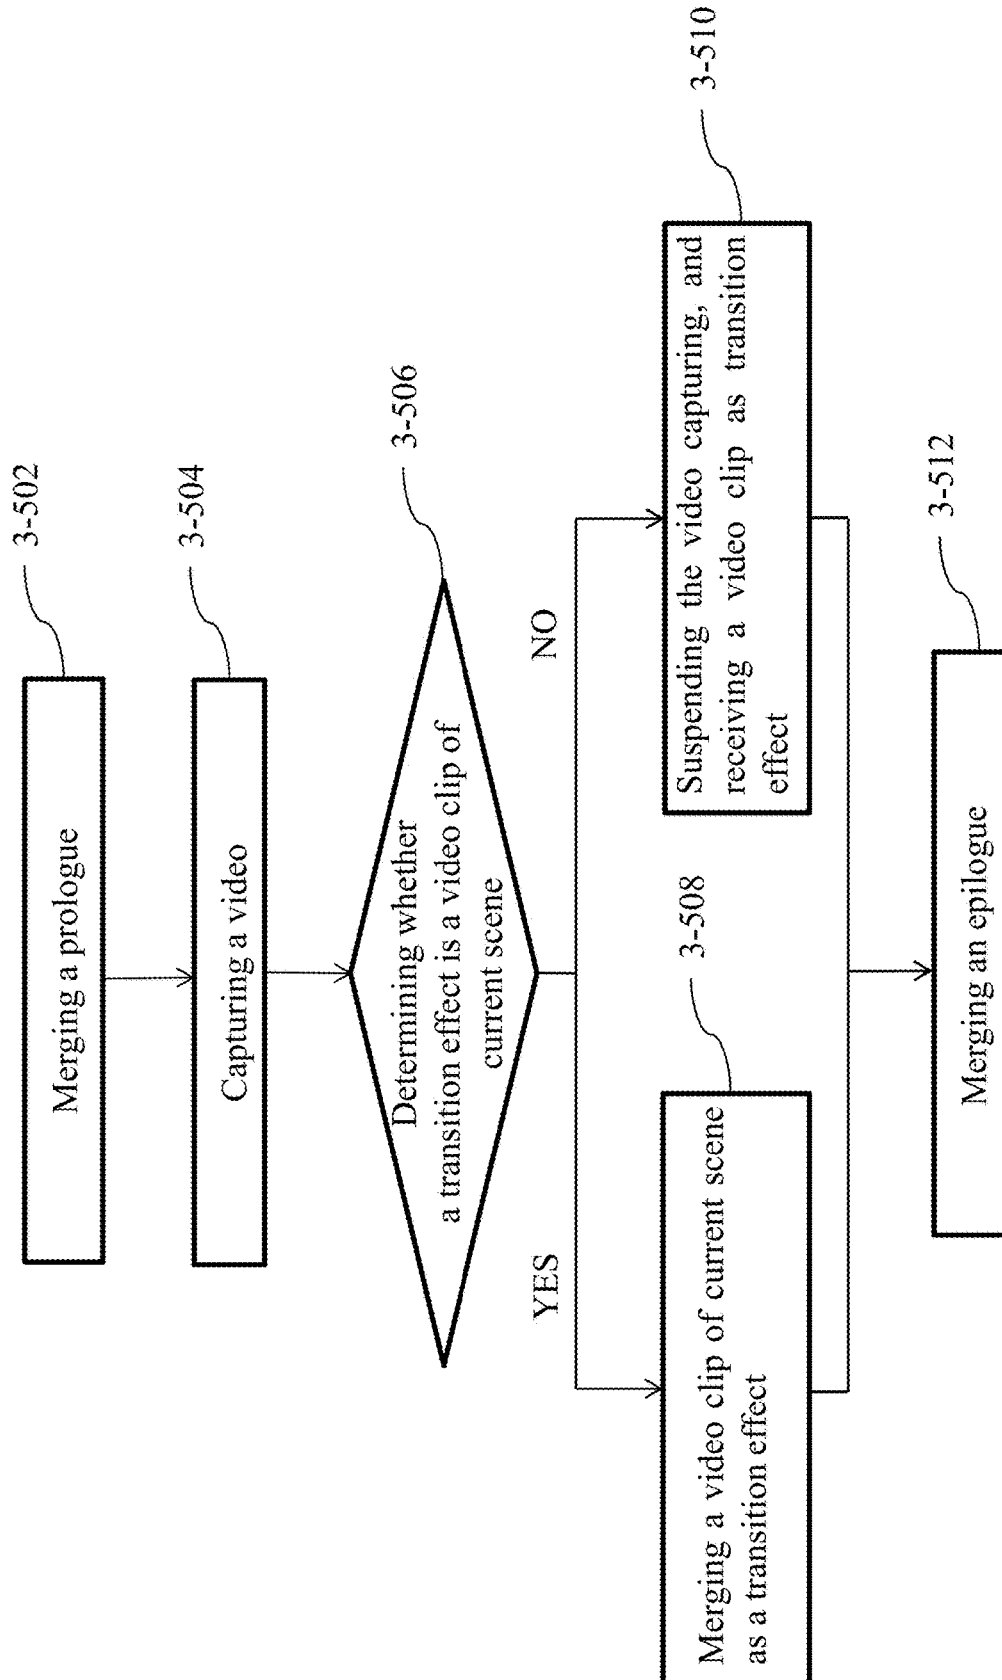 3-502
Merging a prologue
3-504
Capturing a video
3-506
Determining whether
a transition effect is a video clip of
current scene
YES
NO
3-508
Merging a video clip of current scene
as a transition effect
3-510
Suspending the video capturing, and
receiving a video clip as transition
effect
3-512
Merging an epilogue